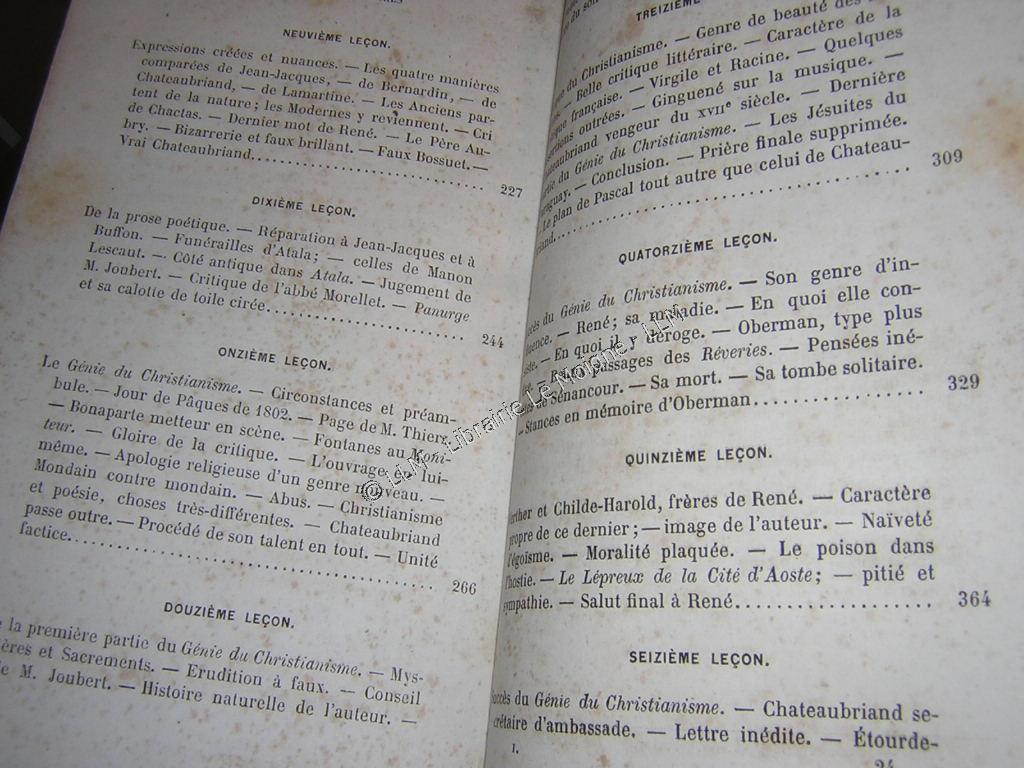 NEUVIÈME LEÇON.
Expressions créées et nuances. — Les quatre manières
comparées de Jean-Jacques, — de Bernardin, — de
Chateaubriand, — de Lamartine. — Les Anciens par-
tent de la nature; les Modernes y reviennent. — Cri
de Chactas. — Dernier mot de René. — Le Père Au-
bry. — Bizarrerie et faux brillant. — Faux Bossuet. —
Vrai Chateaubriand. 227
DIXIÈME LEÇON.
De la prose poétique. — Réparation à Jean-Jacques et à
Buffon. — Funérailles d'Atala; — celles de Manon
Lescaut. — Côté antique dans Atala. — Jugement de
M. Joubert. — Critique de l'abbé Morellet. — Panurge
et sa calotte de toile cirée. 244
ONZIÈME LEÇON.
Le Génie du Christianisme. — Circonstances et préam-
bule. — Jour de Pâques de 1802. — Page de M. Thiers.
— Bonaparte metteur en scène. — Fontanes au Moni-
teur. — Gloire de la critique. — L'ouvrage en lui-
même. — Apologie religieuse d'un genre nouveau. —
Mondain contre mondain. — Abus. — Christianisme
et poésie, choses très-différentes. — Chateaubriand
passe outre. — Procédé de son talent en tout. — Unité
factice. 266
DOUZIÈME LEÇON.
la première partie du Génie du Christianisme. — Mys-
ères et Sacrements. — Erudition à faux. — Conseil
de M. Joubert. — Histoire naturelle de l'auteur. —
TREIZIÈME
du Christianisme. — Genre de beauté des
— Belle critique littéraire. — Caractère de la
française. — Virgile et Racine. — Quelques
outrées. — Ginguené sur la musique. —
vengeur du XVIIe siècle. — Dernière
du Génie du Christianisme. — Les Jésuites du
— Conclusion. — Prière finale supprimée.
Le plan de Pascal tout autre que celui de Chateau-
briand. 309
QUATORZIÈME LEÇON.
du Génie du Christianisme. — Son genre d'in-
fluence. — René; sa maladie. — En quoi elle con-
siste. — En quoi il y déroge. — Oberman, type plus
passages des Rêveries. — Pensées iné-
de Sénancour. — Sa mort. — Sa tombe solitaire.
— Stances en mémoire d'Oberman. 329
QUINZIÈME LEÇON.
rther et Childe-Harold, frères de René. — Caractère
propre de ce dernier; — image de l'auteur. — Naïveté
d'égoïsme. — Moralité plaquée. — Le poison dans
l'hostie. — Le Lépreux de la Cité d'Aoste; — pitié et
sympathie. — Salut final à René. 364
SEIZIÈME LEÇON.
Succès du Génie du Christianisme. — Chateaubriand se-
crétaire d'ambassade. — Lettre inédite. — Étourde-
I. 24
© LLM - Librairie Le Moigne - LLM